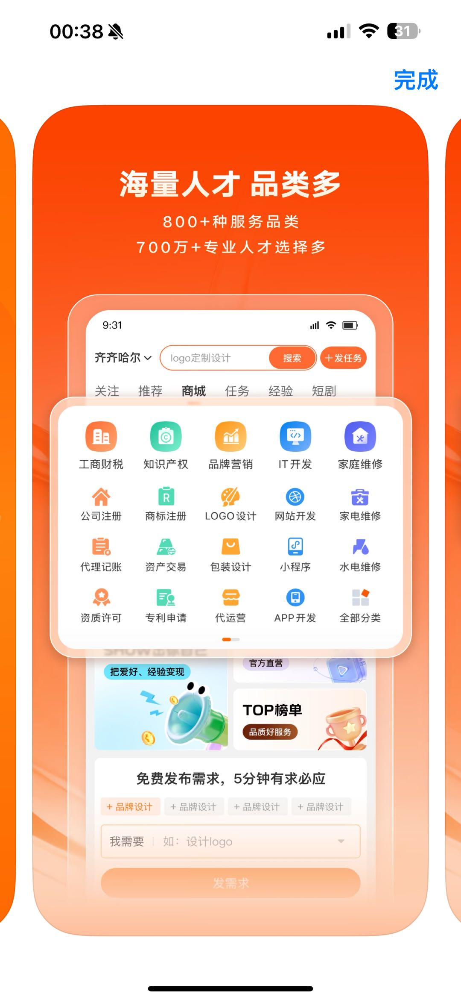 00:38
31
完成
海量人才 品类多
800+种服务品类
700万+专业人才选择多
9:31
齐齐哈尔 logo定制设计 搜索 +发任务
关注 推荐 商城 任务 经验 短剧
工商财税 知识产权 品牌营销 IT开发 家庭维修
R
公司注册 商标注册 LOGO设计 网站开发 家电维修
代理记账 资产交易 包装设计 小程序 水电维修
资质许可 专利申请 代运营 APP开发 全部分类
SHOW出你自己
把爱好、经验变现
官方直营
TOP榜单
品质好服务
免费发布需求，5分钟有求必应
+ 品牌设计 + 品牌设计 + 品牌设计 + 品牌设计
我需要 如：设计logo
发需求